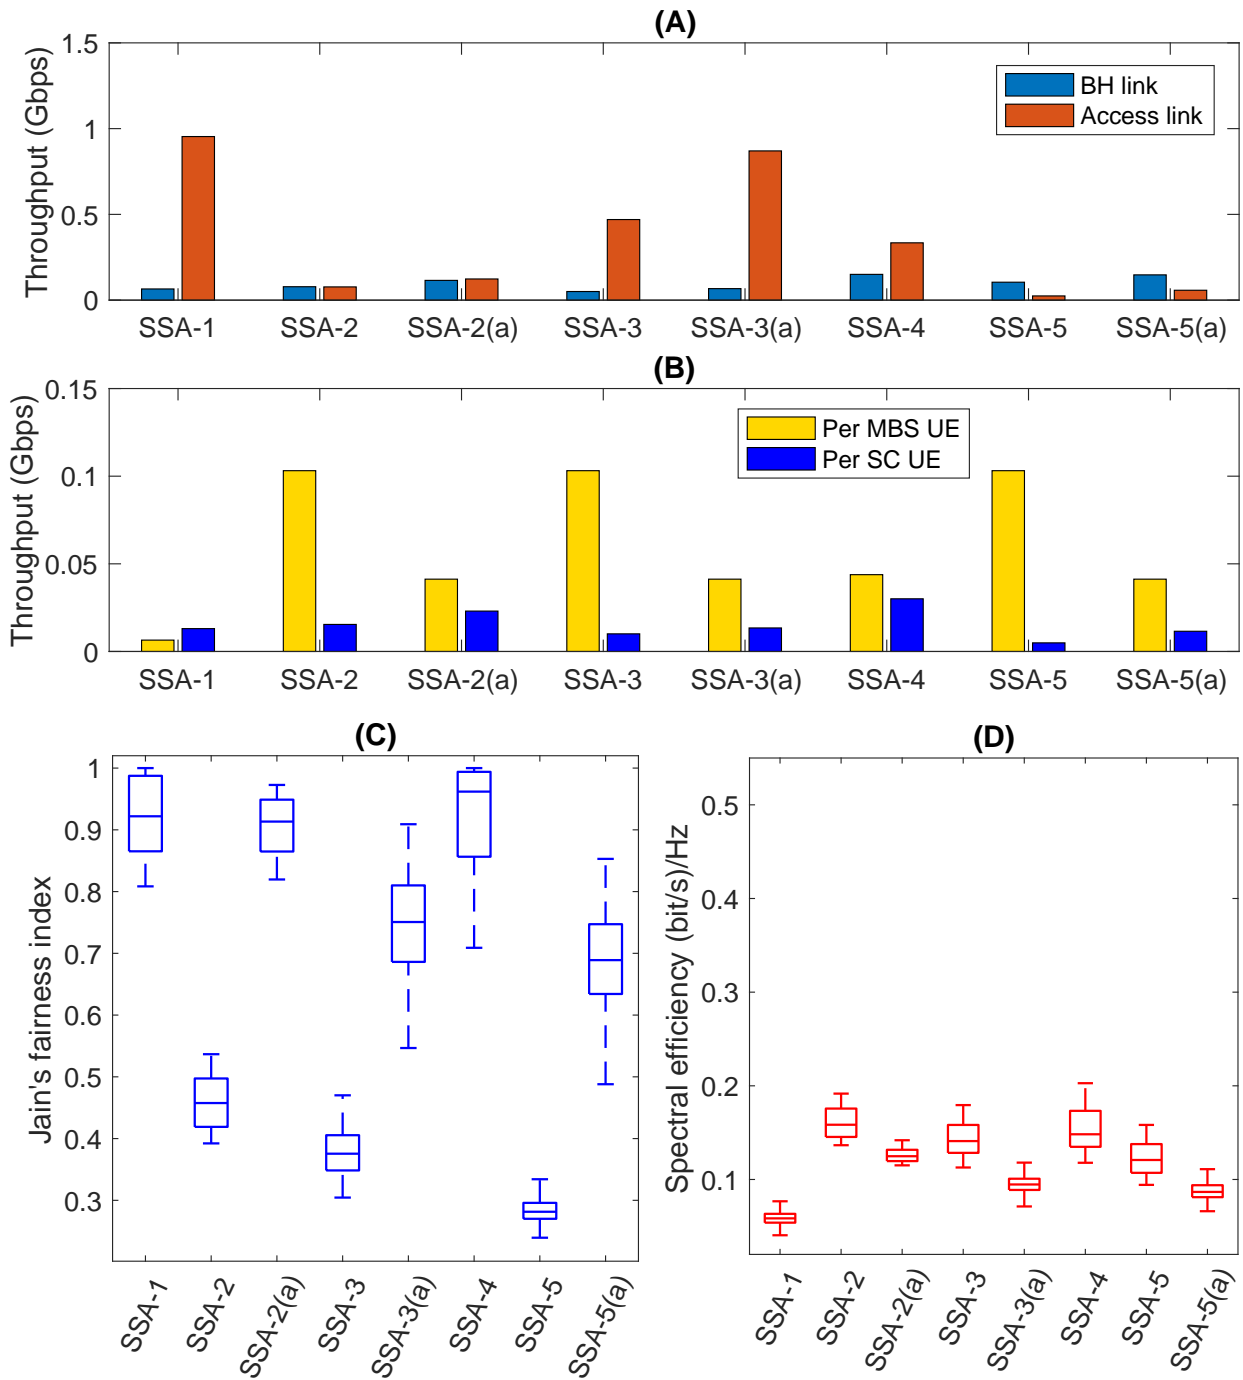 (A)
Throughput (Gbps)
1.5
1
0.5
0
BH link
Access link
SSA-1 SSA-2 SSA-2(a) SSA-3 SSA-3(a) SSA-4 SSA-5 SSA-5(a)
(B)
Throughput (Gbps)
0.15
0.1
0.05
0
Per MBS UE
Per SC UE
SSA-1 SSA-2 SSA-2(a) SSA-3 SSA-3(a) SSA-4 SSA-5 SSA-5(a)
(C)
Jain's fairness index
1
0.9
0.8
0.7
0.6
0.5
0.4
0.3
SSA-1 SSA-2 SSA-2(a) SSA-3 SSA-3(a) SSA-4 SSA-5 SSA-5(a)
(D)
Spectral efficiency (bit/s)/Hz
0.5
0.4
0.3
0.2
0.1
SSA-1 SSA-2 SSA-2(a) SSA-3 SSA-3(a) SSA-4 SSA-5 SSA-5(a)